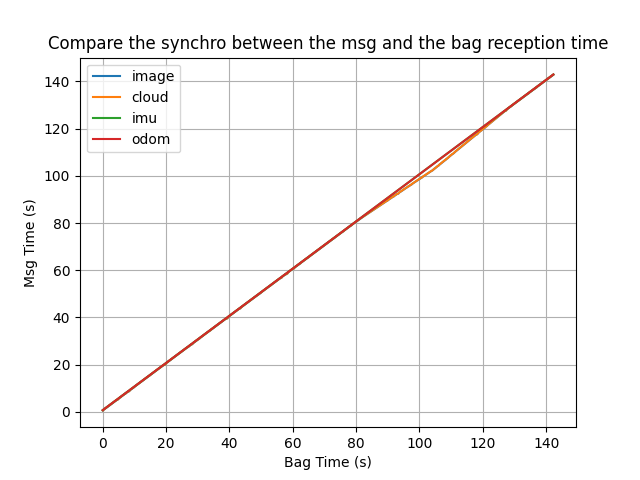 Compare the synchro between the msg and the bag reception time
image
cloud
imu
odom
140
120
100
80
60
40
20
0
Msg Time (s)
0 20 40 60 80 100 120 140
Bag Time (s)